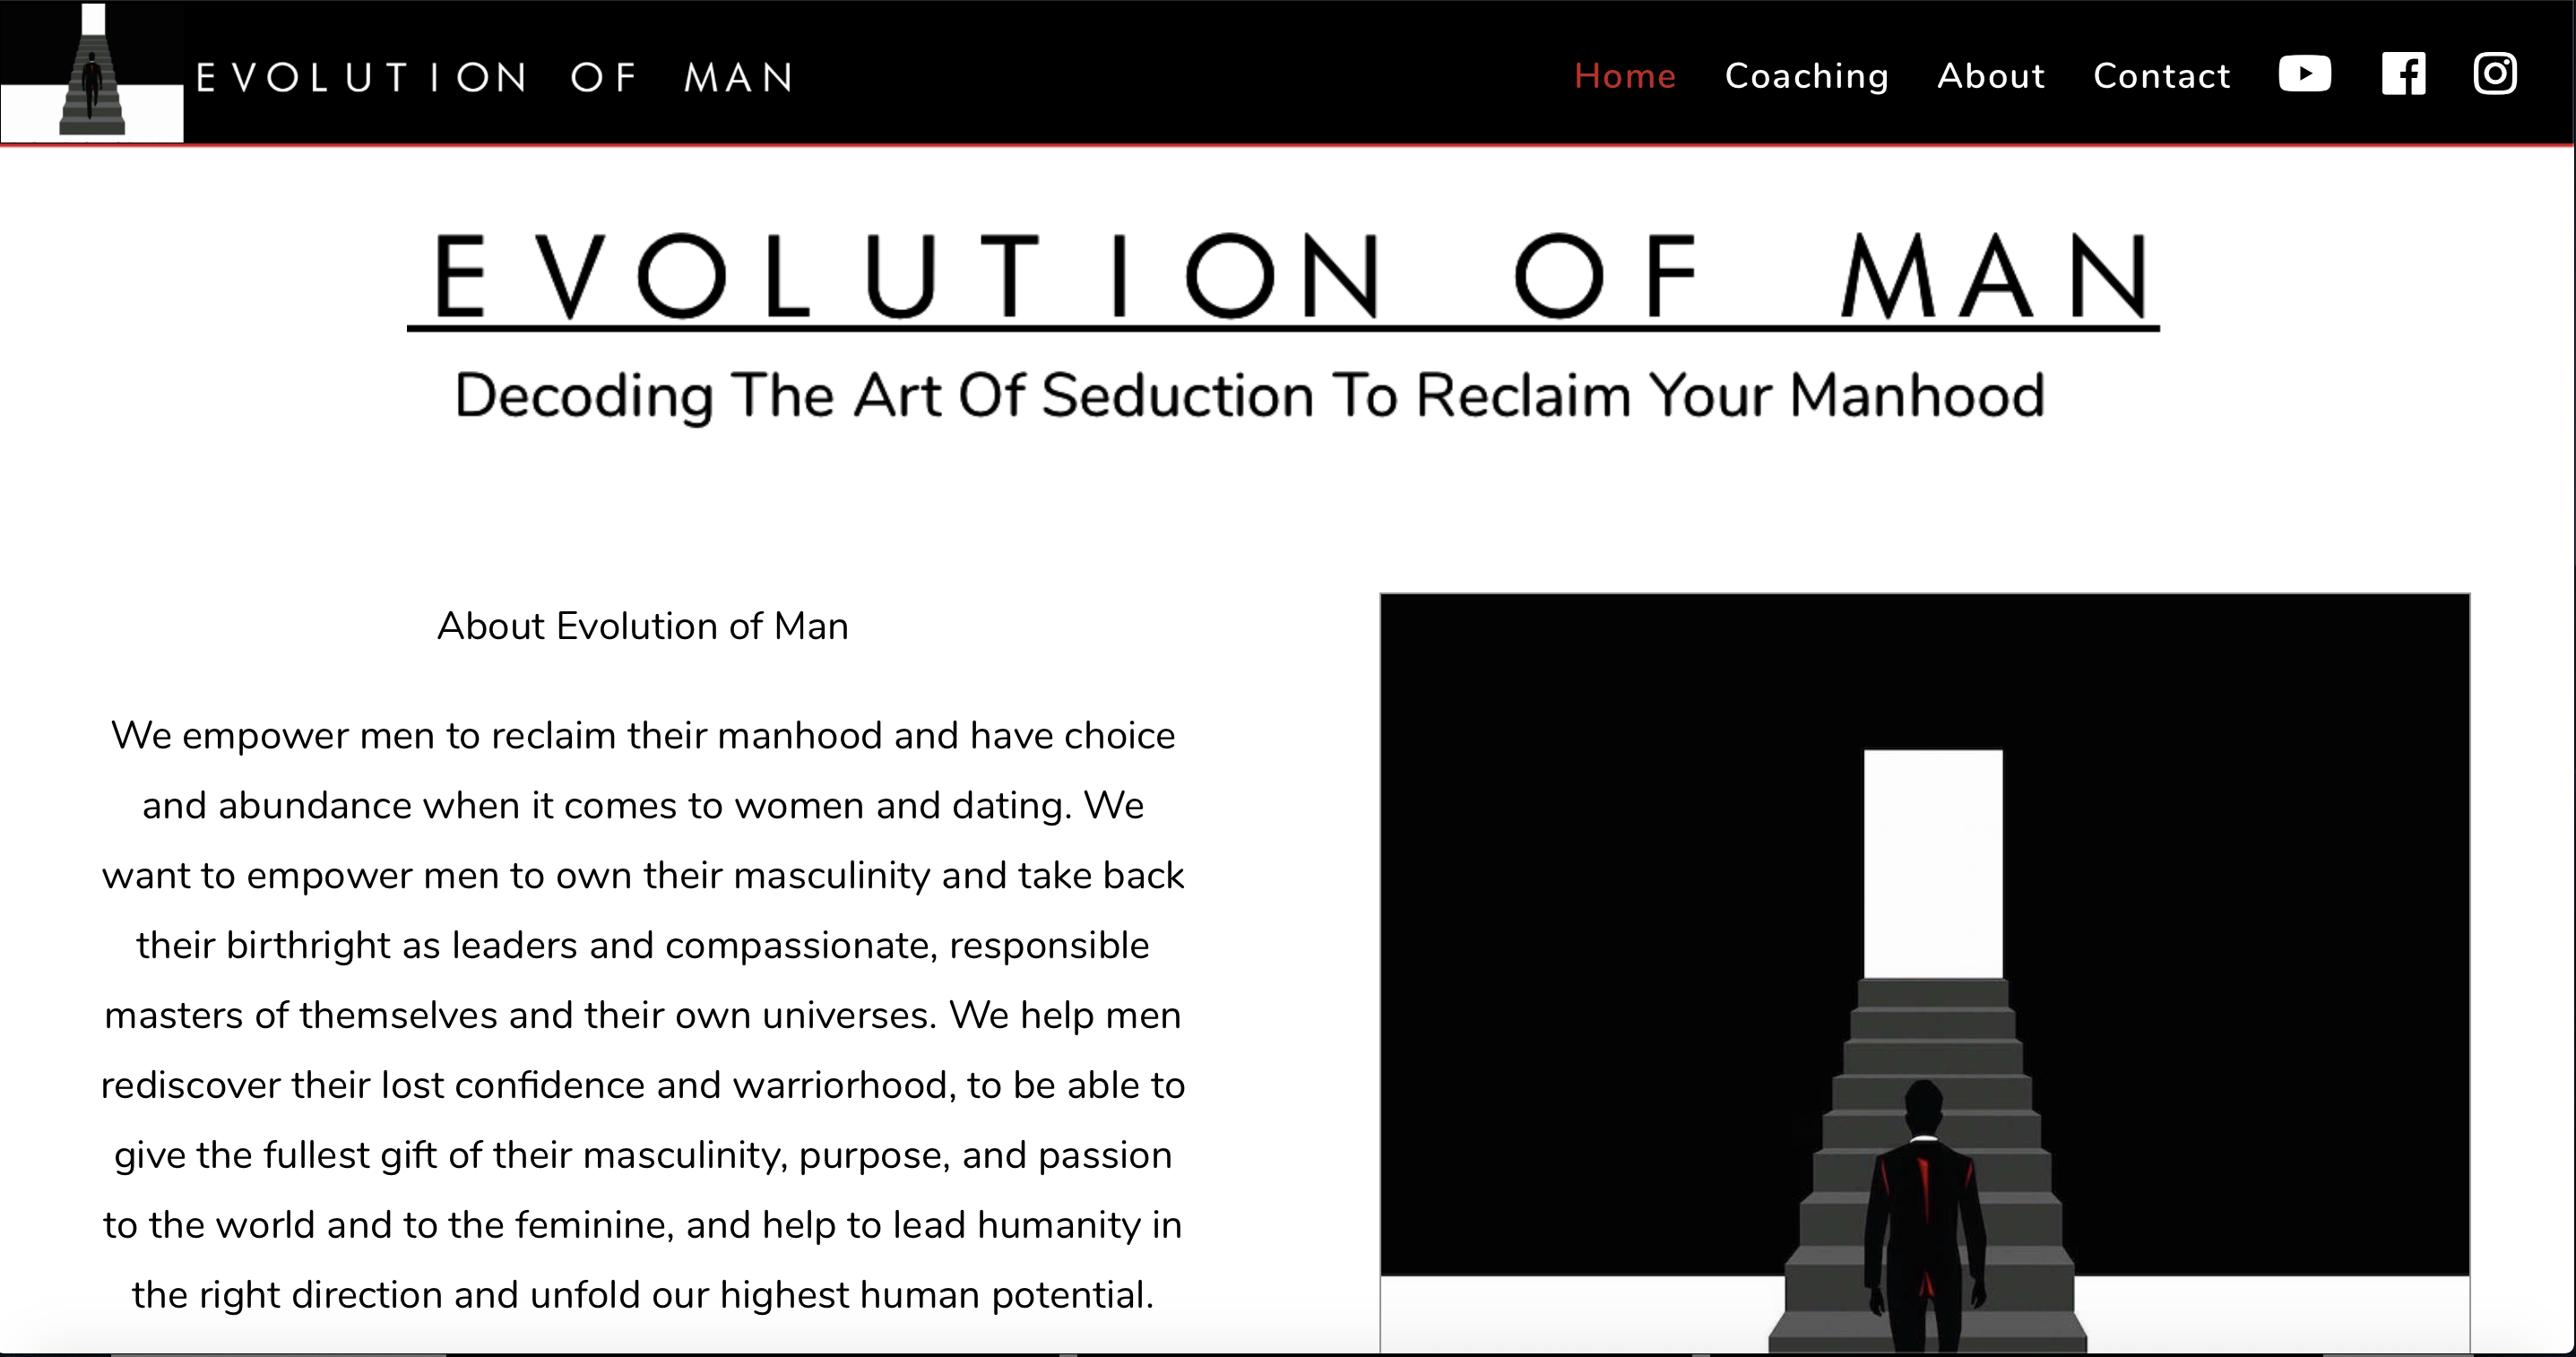 EVOLUTION OF MAN
Home Coaching About Contact
EVOLUTION OF MAN
Decoding The Art Of Seduction To Reclaim Your Manhood
About Evolution of Man
We empower men to reclaim their manhood and have choice
and abundance when it comes to women and dating. We
want to empower men to own their masculinity and take back
their birthright as leaders and compassionate, responsible
masters of themselves and their own universes. We help men
rediscover their lost confidence and warriorhood, to be able to
give the fullest gift of their masculinity, purpose, and passion
to the world and to the feminine, and help to lead humanity in
the right direction and unfold our highest human potential.